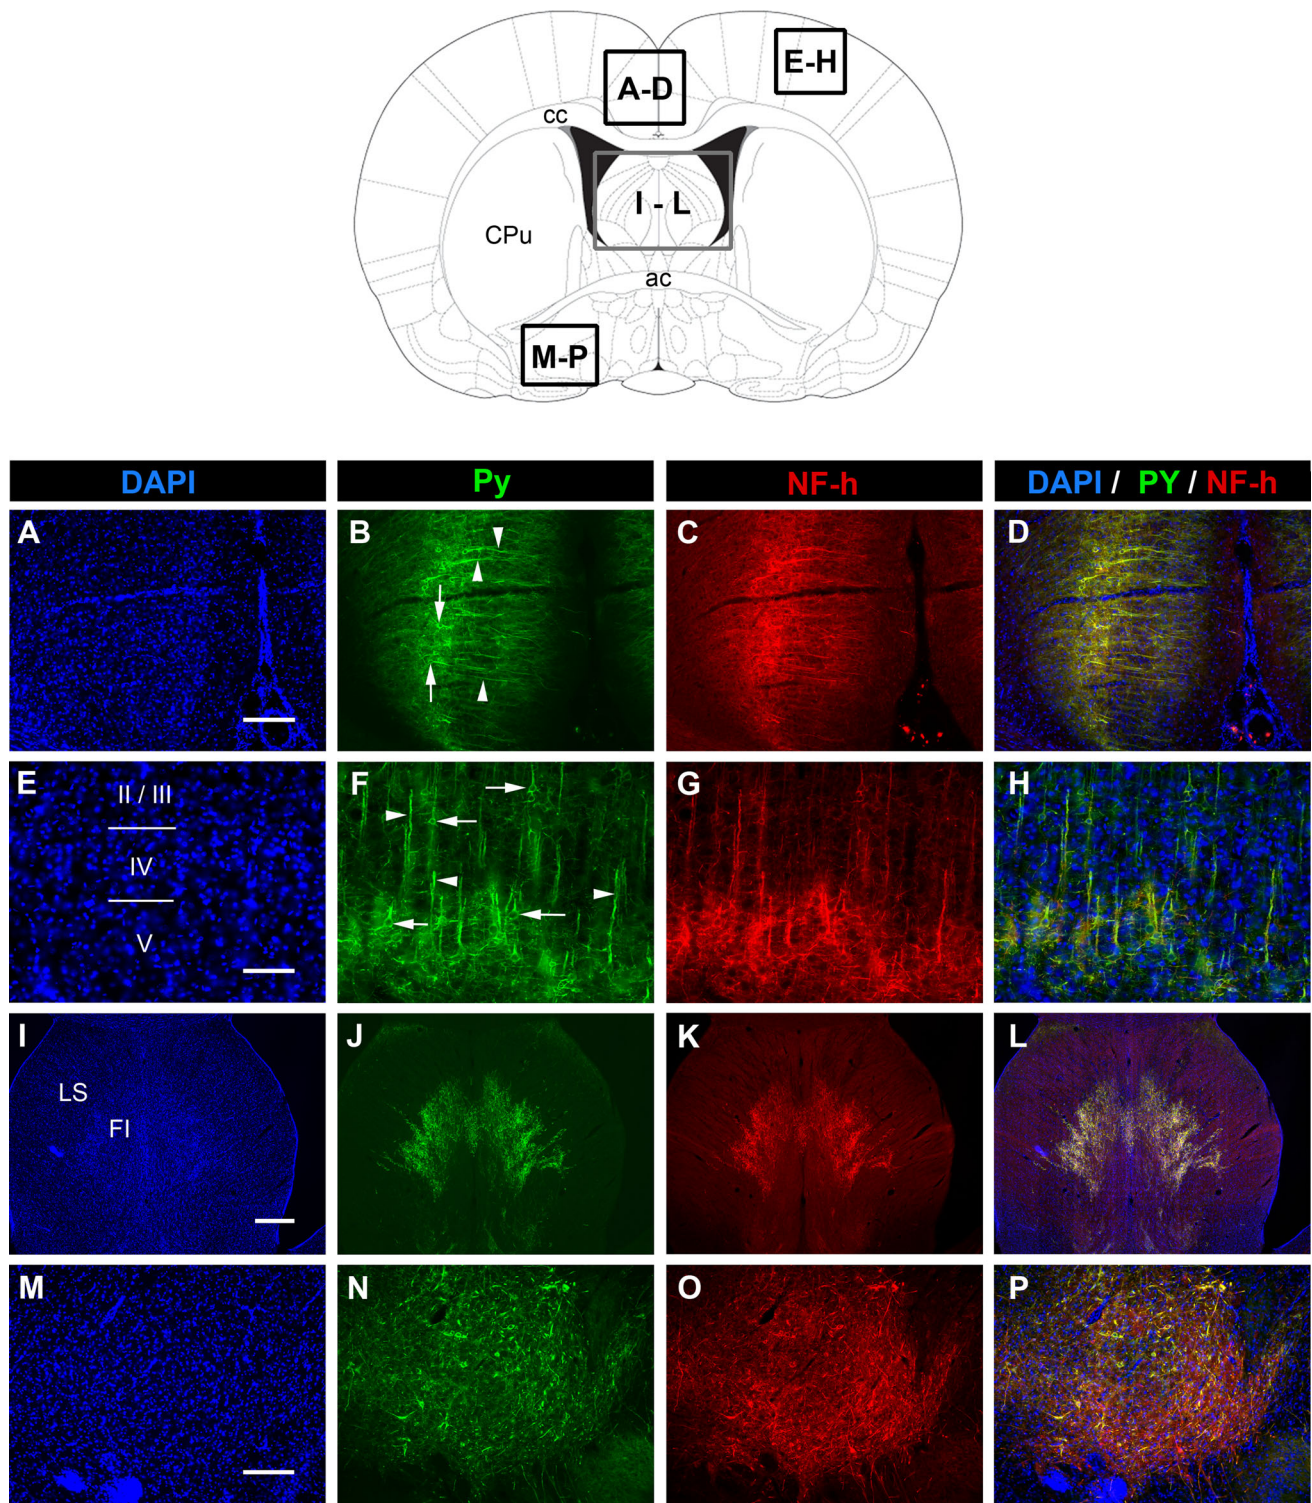 A-D
E-H
cc
I - L
CPu
ac
M-P
DAPI
Py
NF-h
DAPI / PY / NF-h
A
B
C
D
E
II / III
IV
V
F
G
H
I
LS
FI
J
K
L
M
N
O
P